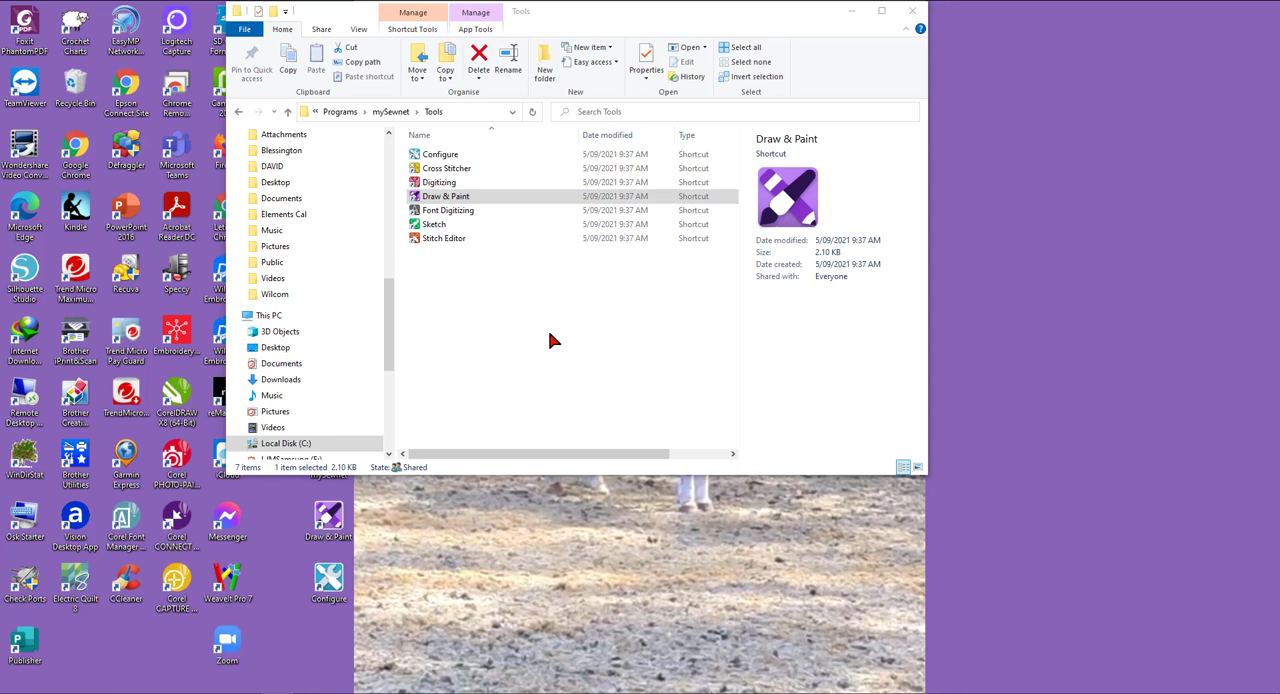 Manage
Manage
Tools
File
Home
Share
View
Shortcut Tools
App Tools
Pin to Quick access
Copy
Paste
Cut
Copy path
Paste shortcut
Clipboard
Move to
Copy to
Delete
Rename
Organise
New folder
New item
Easy access
New
Properties
Open
Edit
History
Open
Select all
Select none
Invert selection
Select
« Programs > mySewnet > Tools
Search Tools
Name
Date modified
Type
Configure 5/09/2021 9:37 AM Shortcut
Cross Stitcher 5/09/2021 9:37 AM Shortcut
Digitizing 5/09/2021 9:37 AM Shortcut
Draw & Paint 5/09/2021 9:37 AM Shortcut
Font Digitizing 5/09/2021 9:37 AM Shortcut
Sketch 5/09/2021 9:37 AM Shortcut
Stitch Editor 5/09/2021 9:37 AM Shortcut
Attachments
Blessington
DAVID
Desktop
Documents
Elements Cal
Music
Pictures
Public
Videos
Wilcom
This PC
3D Objects
Desktop
Documents
Downloads
Music
Pictures
Videos
Local Disk (C:)
Draw & Paint
Shortcut
Date modified: 5/09/2021 9:37 AM
Size: 2.10 KB
Date created: 5/09/2021 9:37 AM
Shared with: Everyone
7 items 1 item selected 2.10 KB State: Shared
Foxit PhantomPDF
Crochet Charts
EasyMP Network...
Logitech Capture
TeamViewer
Recycle Bin
Epson Connect Site
Chrome Remo...
Wondershare Video Conv...
Google Chrome
Defraggler
Microsoft Teams
Microsoft Edge
Kindle
PowerPoint 2016
Acrobat Reader DC
Silhouette Studio
Trend Micro Maximu...
Recuva
Speccy
Internet Downlo...
Brother iPrint&Scan
Trend Micro Pay Guard
Embroidery...
Remote Desktop ...
Brother Creati...
TrendMicro...
CorelDRAW X8 (64-Bit)
WinDirStat
Brother Utilities
Garmin Express
Corel PHOTO-PAI...
iCloud
mySewnet
Osk Starter
Vision Desktop App
Corel Font Manager ...
Corel CONNECT ...
Messenger
Draw & Paint
Check Ports
Electric Quilt 8
CCleaner
Corel CAPTURE ...
Weaveit Pro 7
Configure
Publisher
Zoom